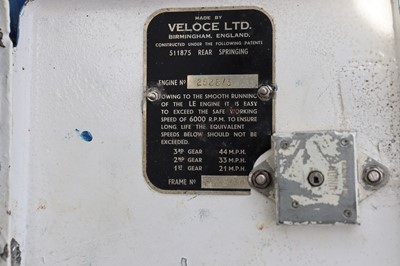 MADE BY
VELOCE LTD.
BIRMINGHAM, ENGLAND.
CONSTRUCTED UNDER THE FOLLOWING PATENTS
511875 REAR SPRINGING
ENGINE Nº
OWING TO THE SMOOTH RUNNING
OF THE LE ENGINE IT IS EASY
TO EXCEED THE SAFE WORKING
SPEED OF 6000 R.P.M. TO ENSURE
LONG LIFE THE EQUIVALENT
SPEEDS BELOW SHOULD NOT BE
EXCEEDED.
3RD GEAR 44 M.P.H.
2ND GEAR 33 M.P.H.
1ST GEAR 21 M.P.H.
FRAME Nº